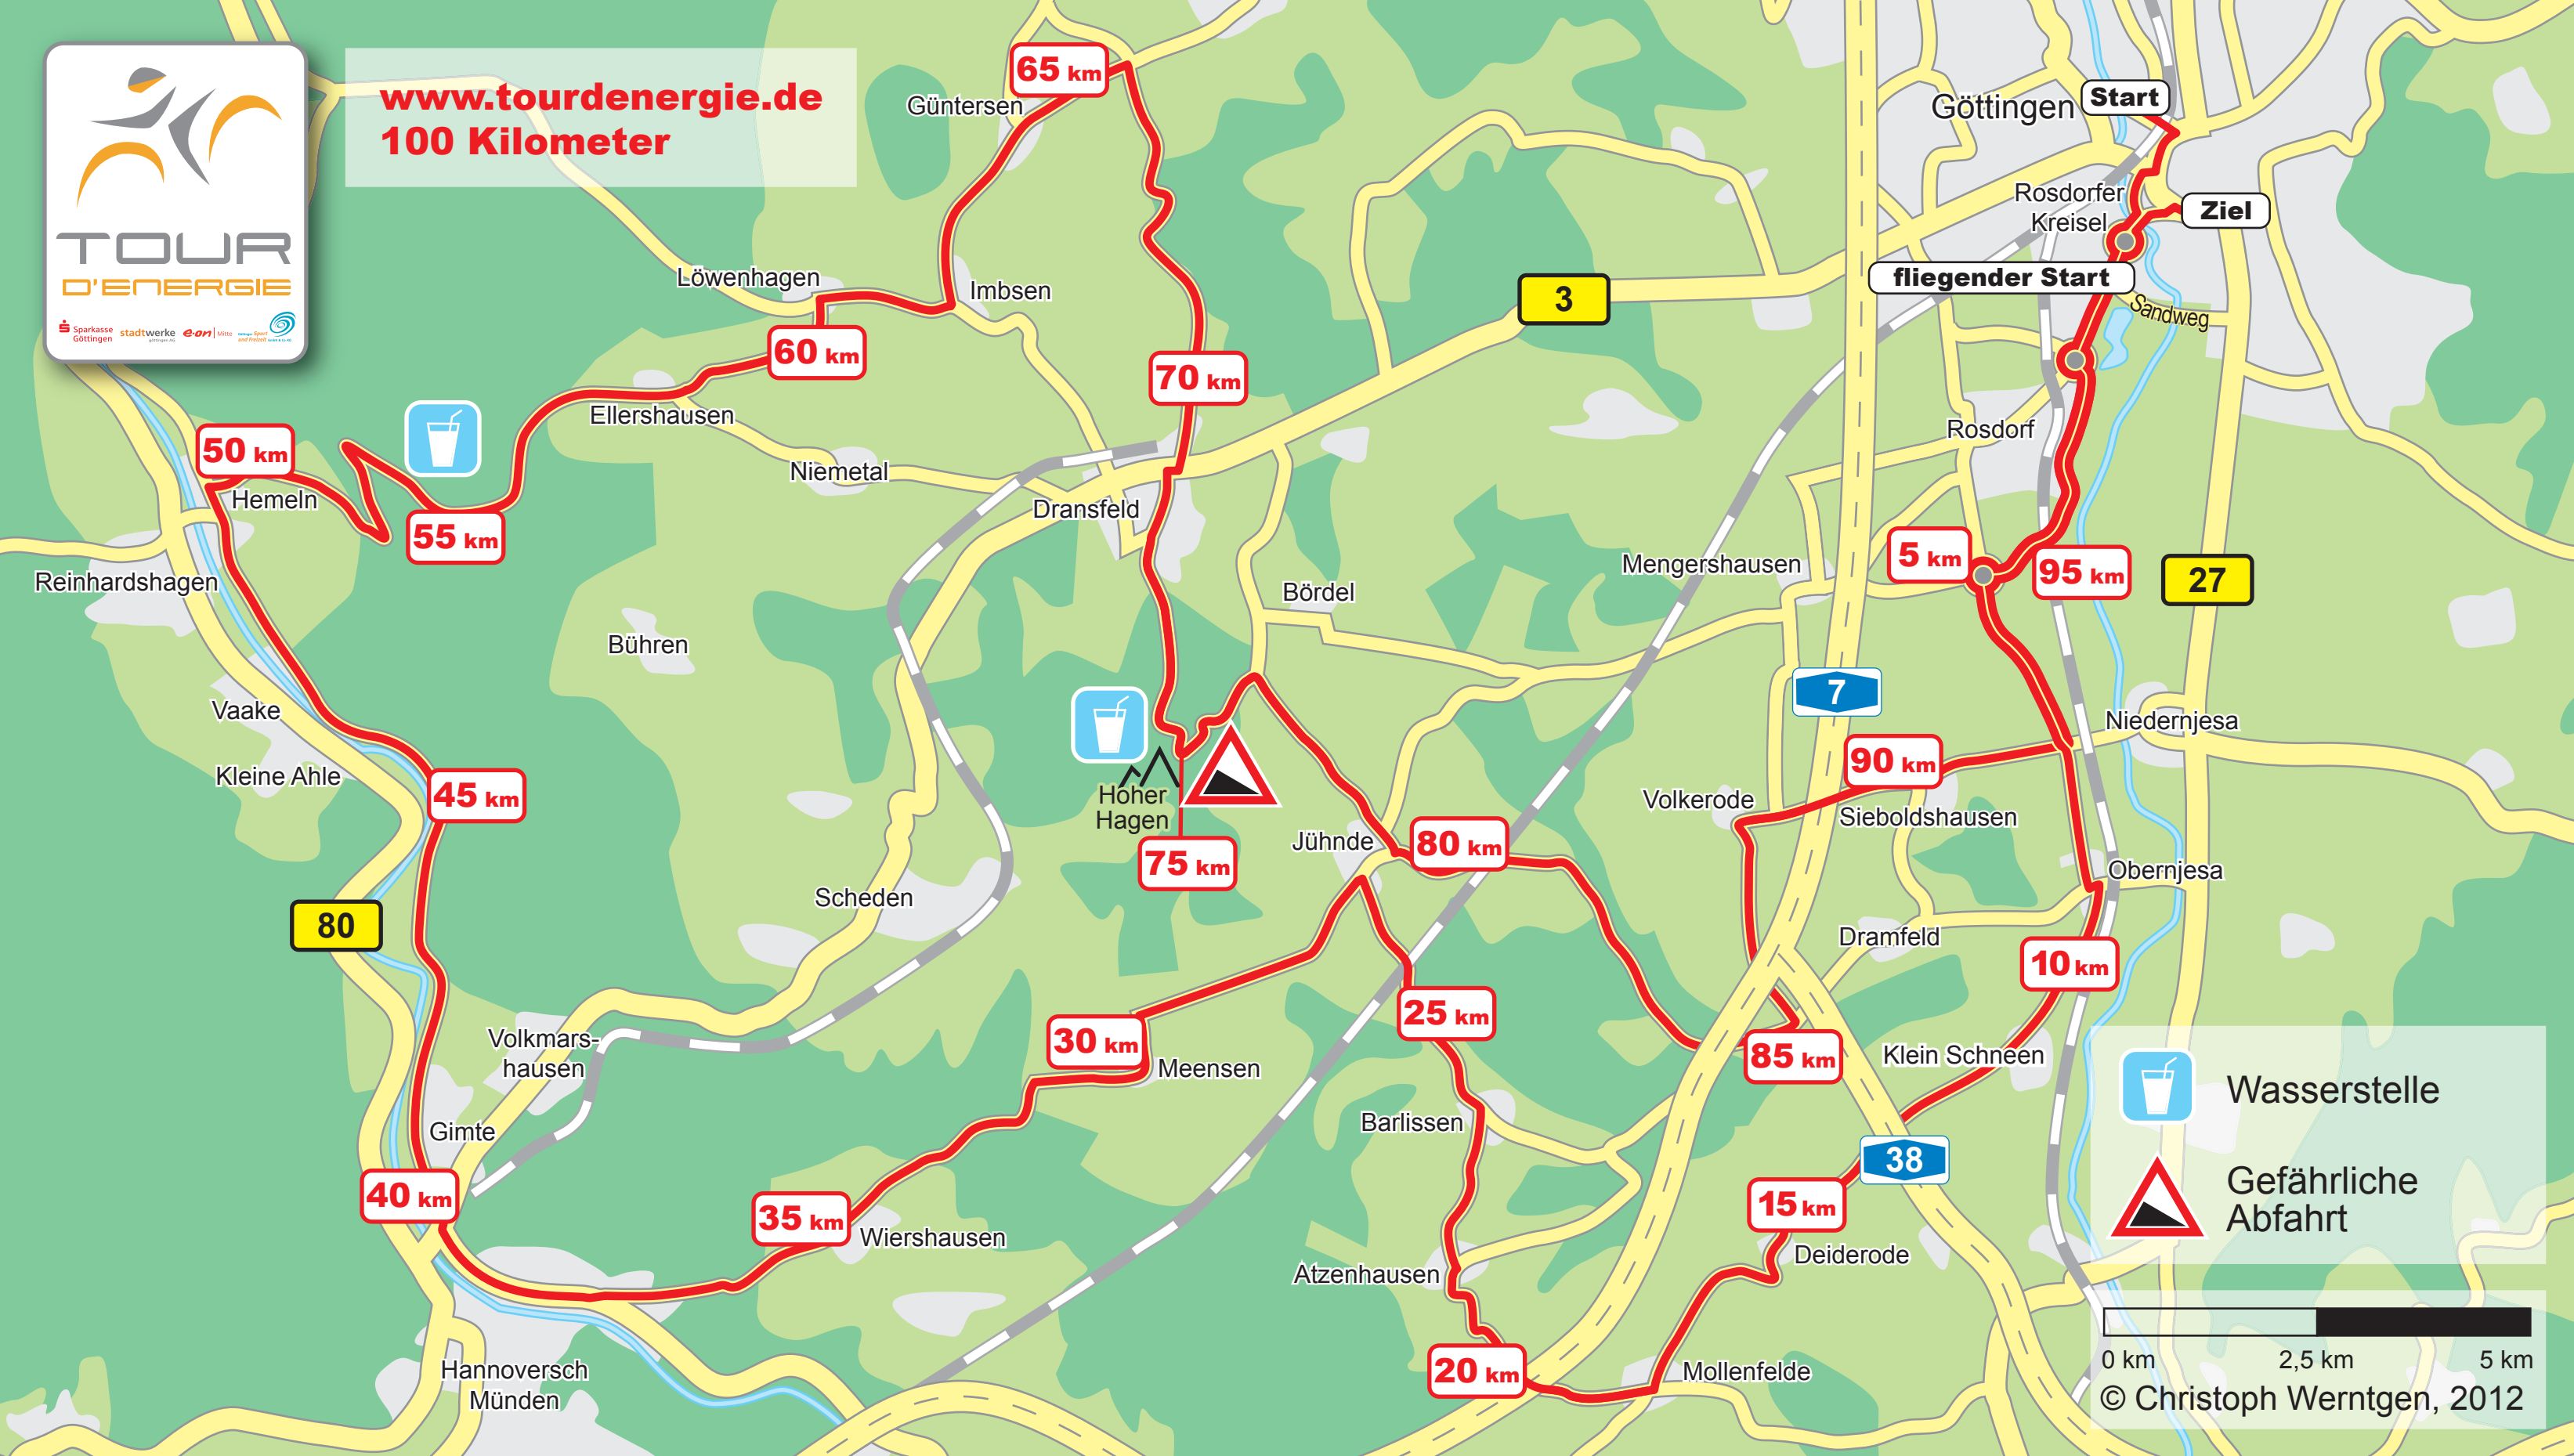 www.tourdenergie.de
100 Kilometer
TOUR
D'ENERGIE
Sparkasse
Göttingen
stadtwerke
göttingen AG
e·on | Mitte
65 km
Güntersen
Göttingen
Start
Rosdorfer
Kreisel
Ziel
fliegender Start
Sandweg
Löwenhagen
Imbsen
3
60 km
70 km
Ellershausen
Rosdorf
50 km
Hemeln
Niemetal
Dransfeld
55 km
Reinhardshagen
Mengershausen
5 km
95 km
27
Bördel
Bühren
7
Vaake
Niedernjesa
Kleine Ahle
45 km
Hoher
Hagen
90 km
Volkerode
Sieboldshausen
75 km
Jühnde
80 km
Obernjesa
80
Scheden
Dramfeld
10 km
25 km
30 km
Meensen
Volkmars-
hausen
85 km
Klein Schneen
Gimte
Barlissen
38
40 km
35 km
Wiershausen
15 km
Deiderode
Atzenhausen
20 km
Mollenfelde
Hannoversch
Münden
Wasserstelle
Gefährliche
Abfahrt
0 km 2,5 km 5 km
© Christoph Werntgen, 2012